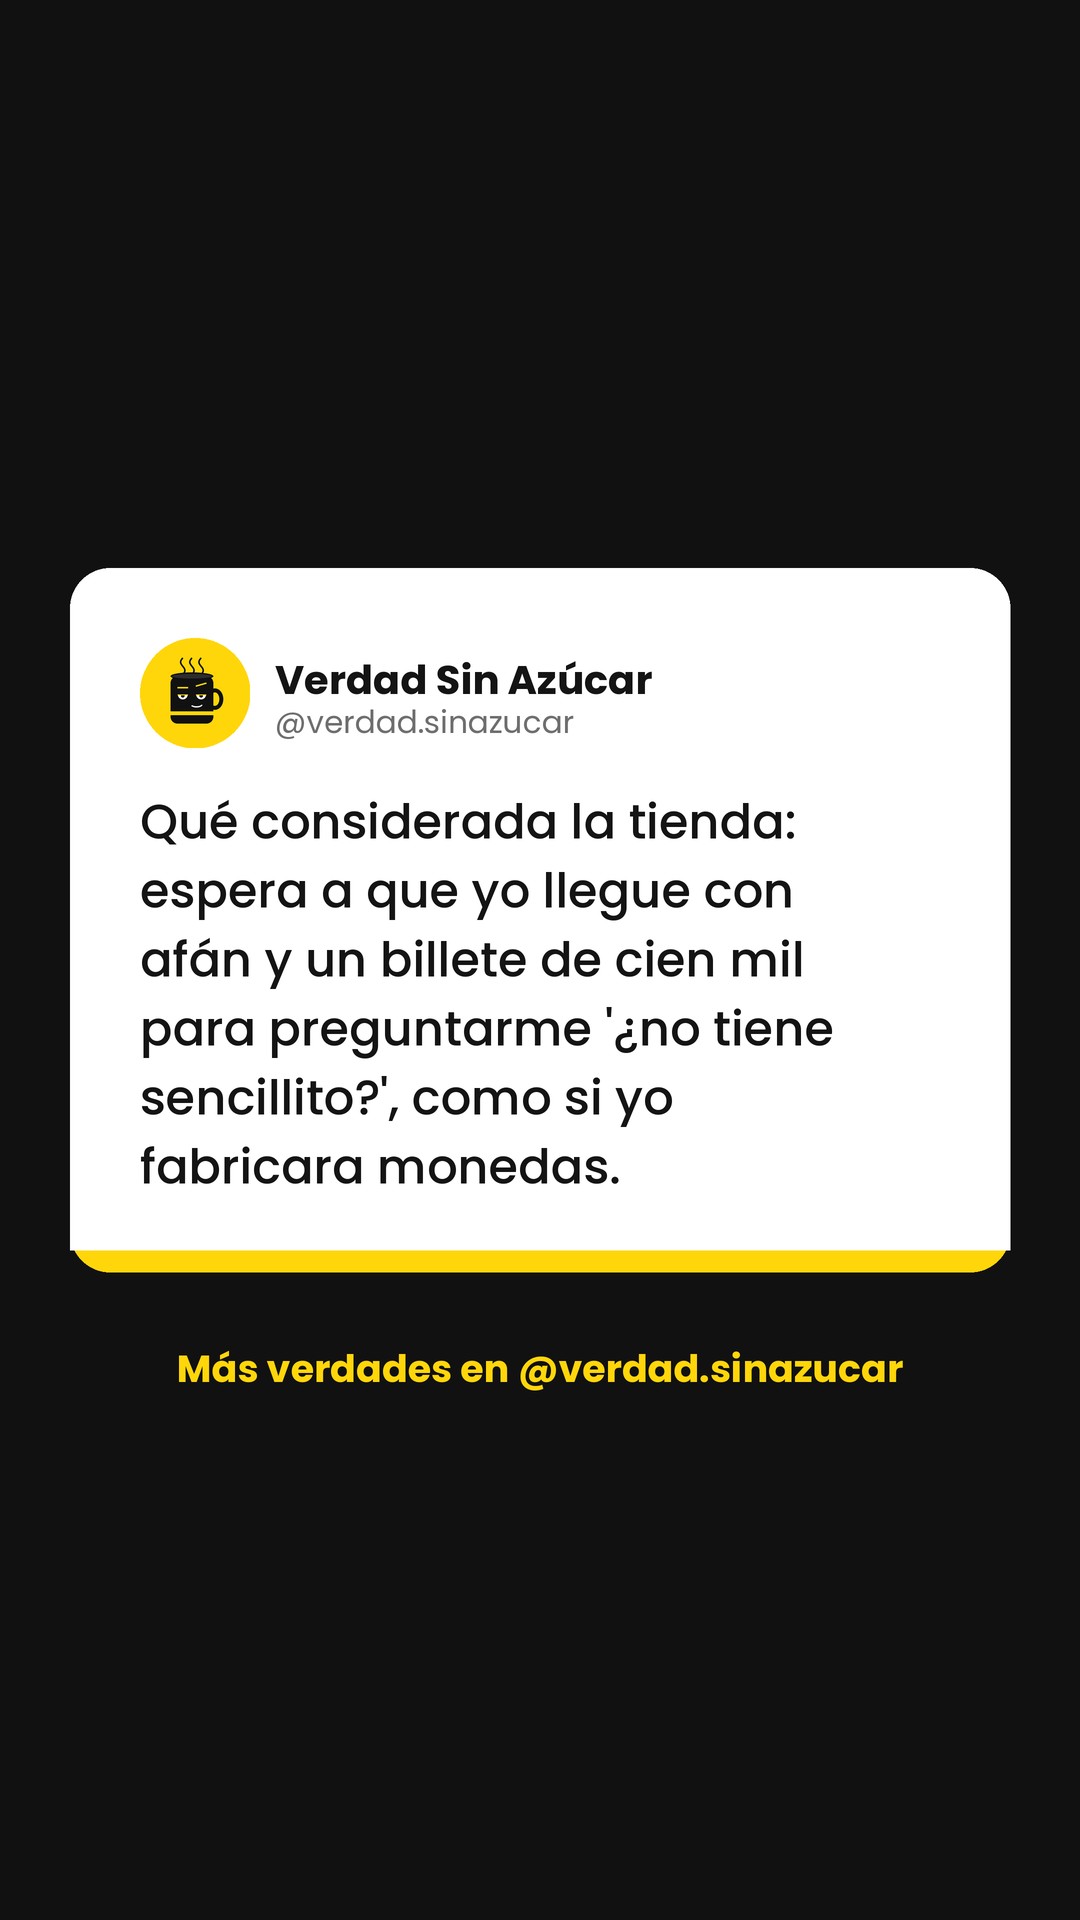 Verdad Sin Azúcar
@verdad.sinazucar
Qué considerada la tienda:
espera a que yo llegue con
afán y un billete de cien mil
para preguntarme '¿no tiene
sencillito?', como si yo
fabricara monedas.
Más verdades en @verdad.sinazucar